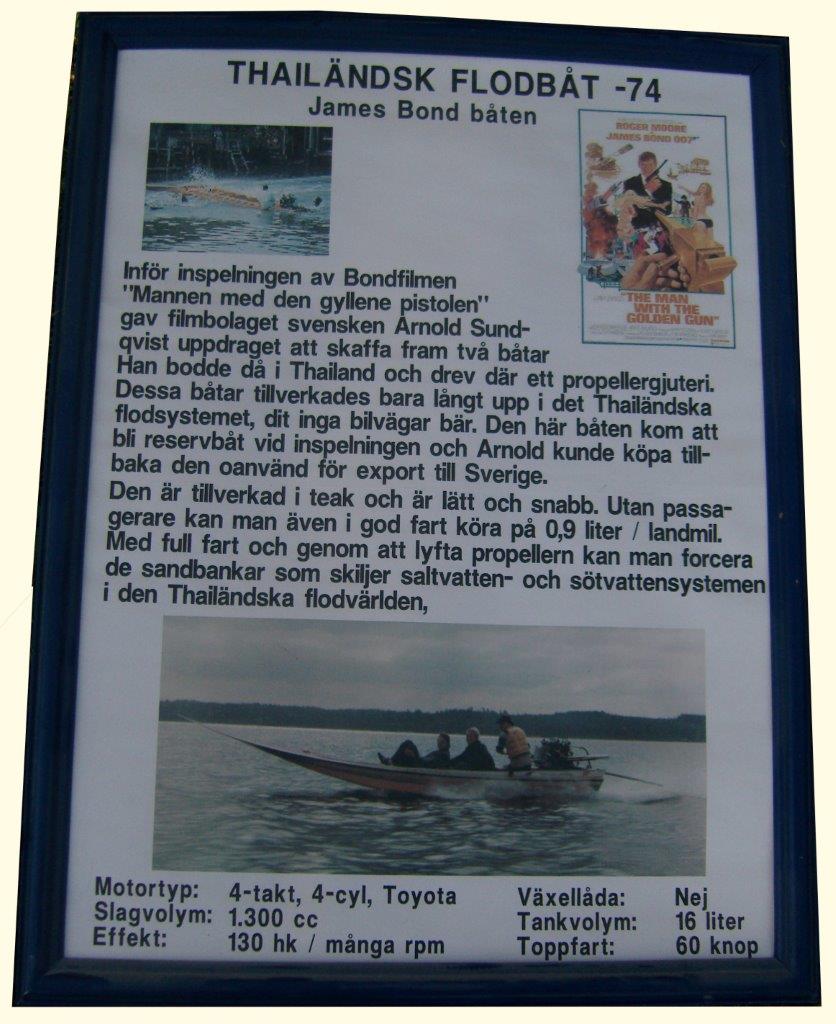 THAILÄNDSK FLODBÅT -74
James Bond båten
ROGER MOORE
JAMES BOND 007
THE MAN
WITH THE
GOLDEN GUN"
Inför inspelningen av Bondfilmen
"Mannen med den gyllene pistolen"
gav filmbolaget svensken Arnold Sund-
qvist uppdraget att skaffa fram två båtar
Han bodde då i Thailand och drev där ett propellergjuteri.
Dessa båtar tillverkades bara långt upp i det Thailändska
flodsystemet, dit inga bilvägar bär. Den här båten kom att
bli reservbåt vid inspelningen och Arnold kunde köpa till-
baka den oanvänd för export till Sverige.
Den är tillverkad i teak och är lätt och snabb. Utan passa-
gerare kan man även i god fart köra på 0,9 liter / landmil.
Med full fart och genom att lyfta propellern kan man forcera
de sandbankar som skiljer saltvatten- och sötvattensystemen
i den Thailändska flodvärlden,
Motortyp: 4-takt, 4-cyl, Toyota Växellåda: Nej
Slagvolym: 1.300 cc Tankvolym: 16 liter
Effekt: 130 hk / många rpm Toppfart: 60 knop